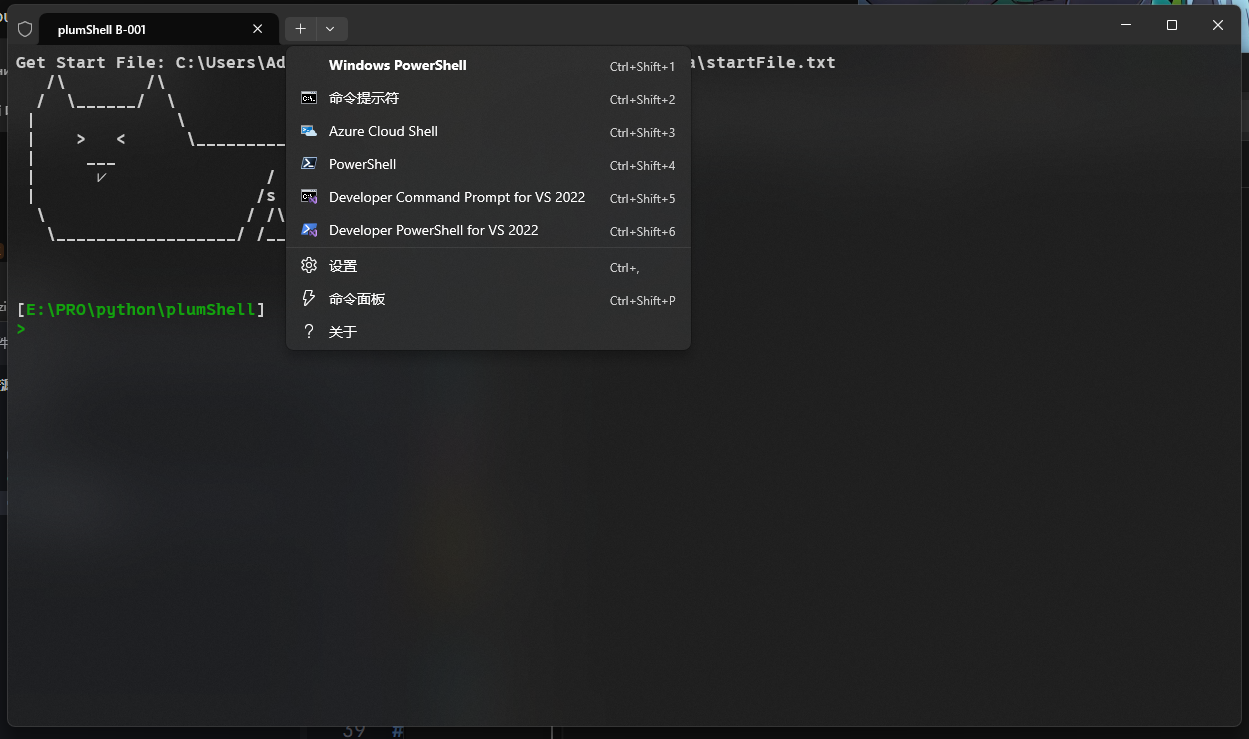 plumShell B-001
Get Start File: C:\Users\Ad
a\startFile.txt
Windows PowerShell Ctrl+Shift+1
命令提示符 Ctrl+Shift+2
Azure Cloud Shell Ctrl+Shift+3
PowerShell Ctrl+Shift+4
Developer Command Prompt for VS 2022 Ctrl+Shift+5
Developer PowerShell for VS 2022 Ctrl+Shift+6
设置 Ctrl+,
命令面板 Ctrl+Shift+P
? 关于
/s
[E:\PRO\python\plumShell]
>
39 #